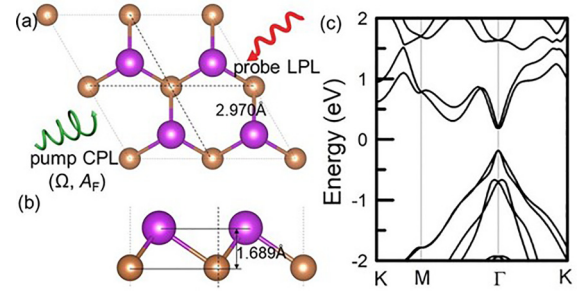 (a)
probe LPL
2.970Å
pump CPL
(Ω, A_F)
(b)
1.689Å
(c)
Energy (eV)
2
1
0
-1
-2
K M Γ K